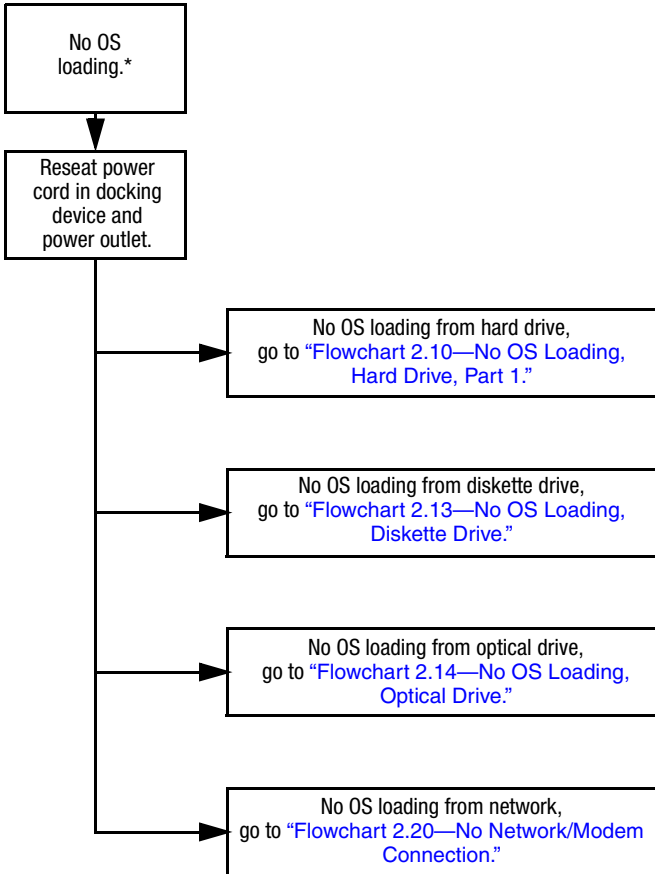 No OS
loading.*
Reseat power
cord in docking
device and
power outlet.
No OS loading from hard drive,
go to “Flowchart 2.10—No OS Loading,
Hard Drive, Part 1.”
No OS loading from diskette drive,
go to “Flowchart 2.13—No OS Loading,
Diskette Drive.”
No OS loading from optical drive,
go to “Flowchart 2.14—No OS Loading,
Optical Drive.”
No OS loading from network,
go to “Flowchart 2.20—No Network/Modem
Connection.”